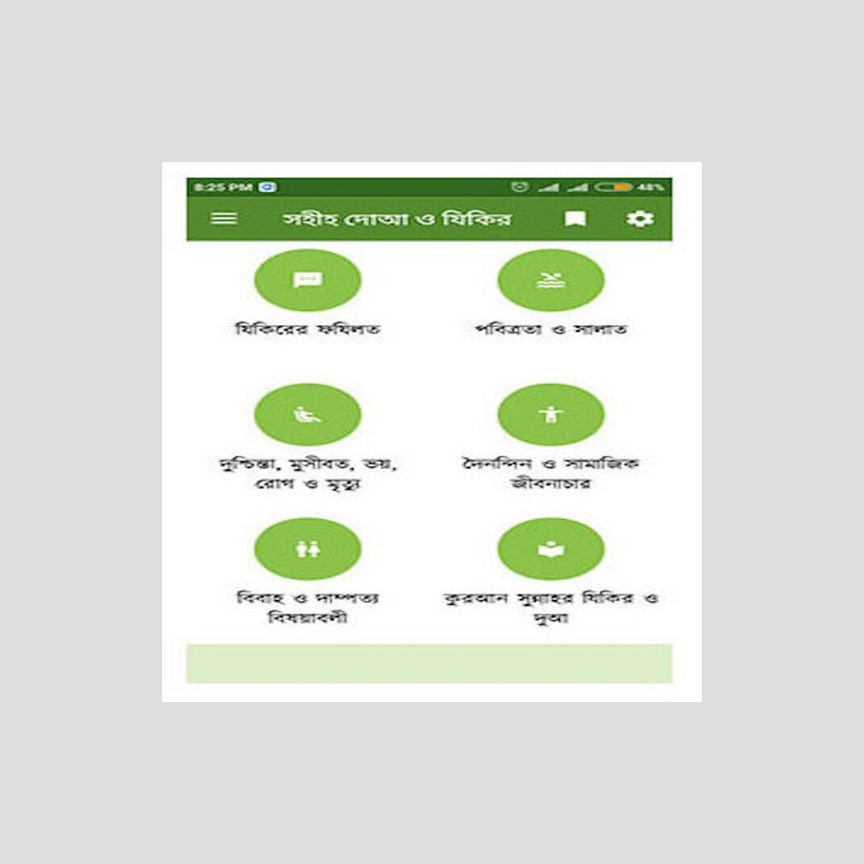 8:25 PM 48%
সহীহ দোআ ও যিকির
যিকিরের ফযিলত
পবিত্রতা ও সালাত
দুশ্চিন্তা, মুসীবত, ভয়,
রোগ ও মৃত্যু
দৈনন্দিন ও সামাজিক
জীবনাচার
বিবাহ ও দাম্পত্য
বিষয়াবলী
কুরআন সুন্নাহর যিকির ও
দুআ